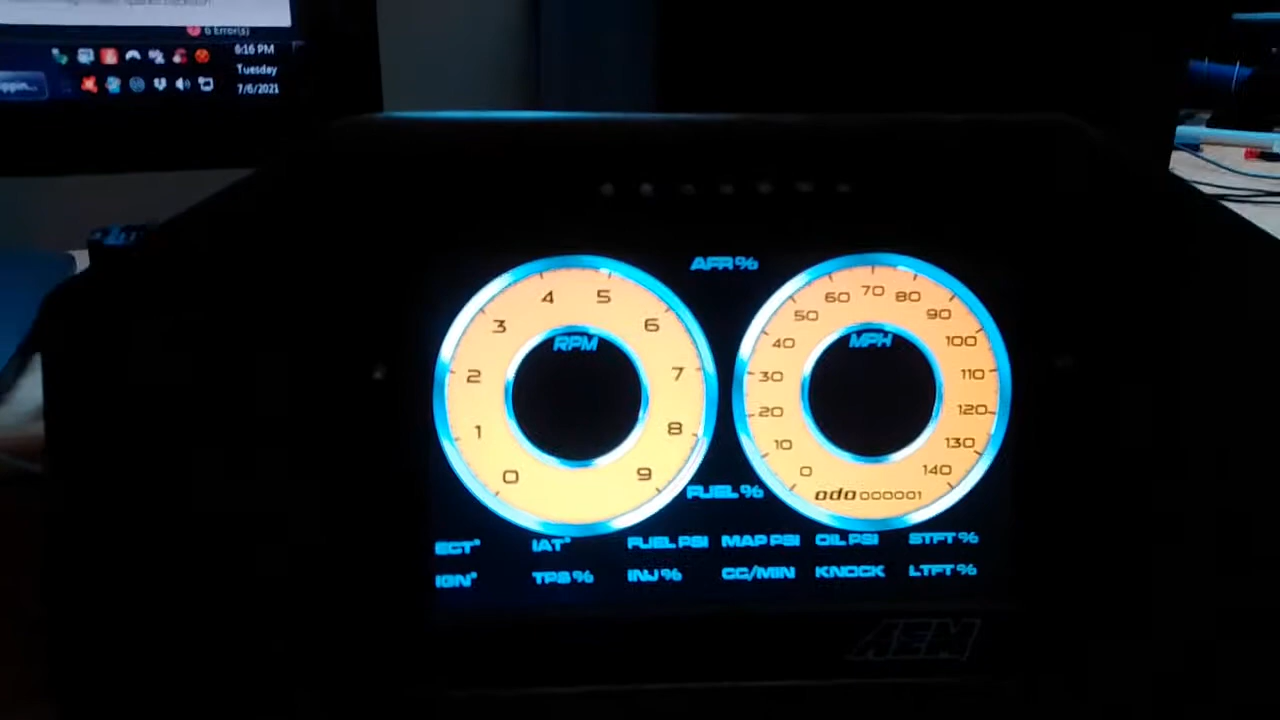 6 Error(s)
6:16 PM
Tuesday
7/6/2021
AFR %
4 5
3 6
RPM
2 7
1 8
0 9
70
60 80
50 90
40 MPH 100
30 110
20 120
10 130
0 140
odo 000001
FUEL %
ECT° IAT° FUEL PSI MAP PSI OIL PSI STFT %
IGN° TPS % INJ % CC/MIN KNOCK LTFT %
AEM